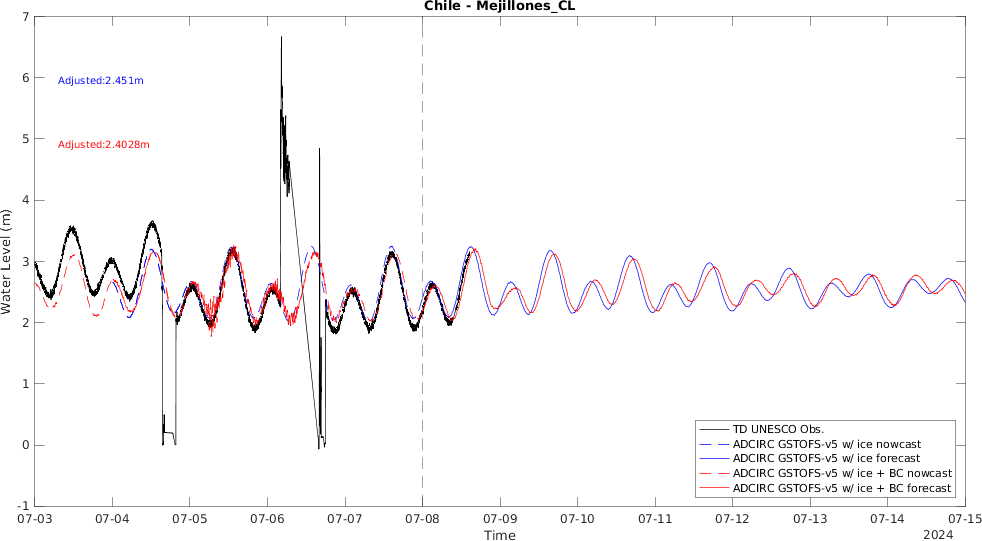 Chile - Mejillones_CL
Adjusted:2.451m
Adjusted:2.4028m
Water Level (m)
7
6
5
4
3
2
1
0
-1
07-03 07-04 07-05 07-06 07-07 07-08 07-09 07-10 07-11 07-12 07-13 07-14 07-15
Time
2024
TD UNESCO Obs.
ADCIRC GSTOFS-v5 w/ ice nowcast
ADCIRC GSTOFS-v5 w/ ice forecast
ADCIRC GSTOFS-v5 w/ ice + BC nowcast
ADCIRC GSTOFS-v5 w/ ice + BC forecast